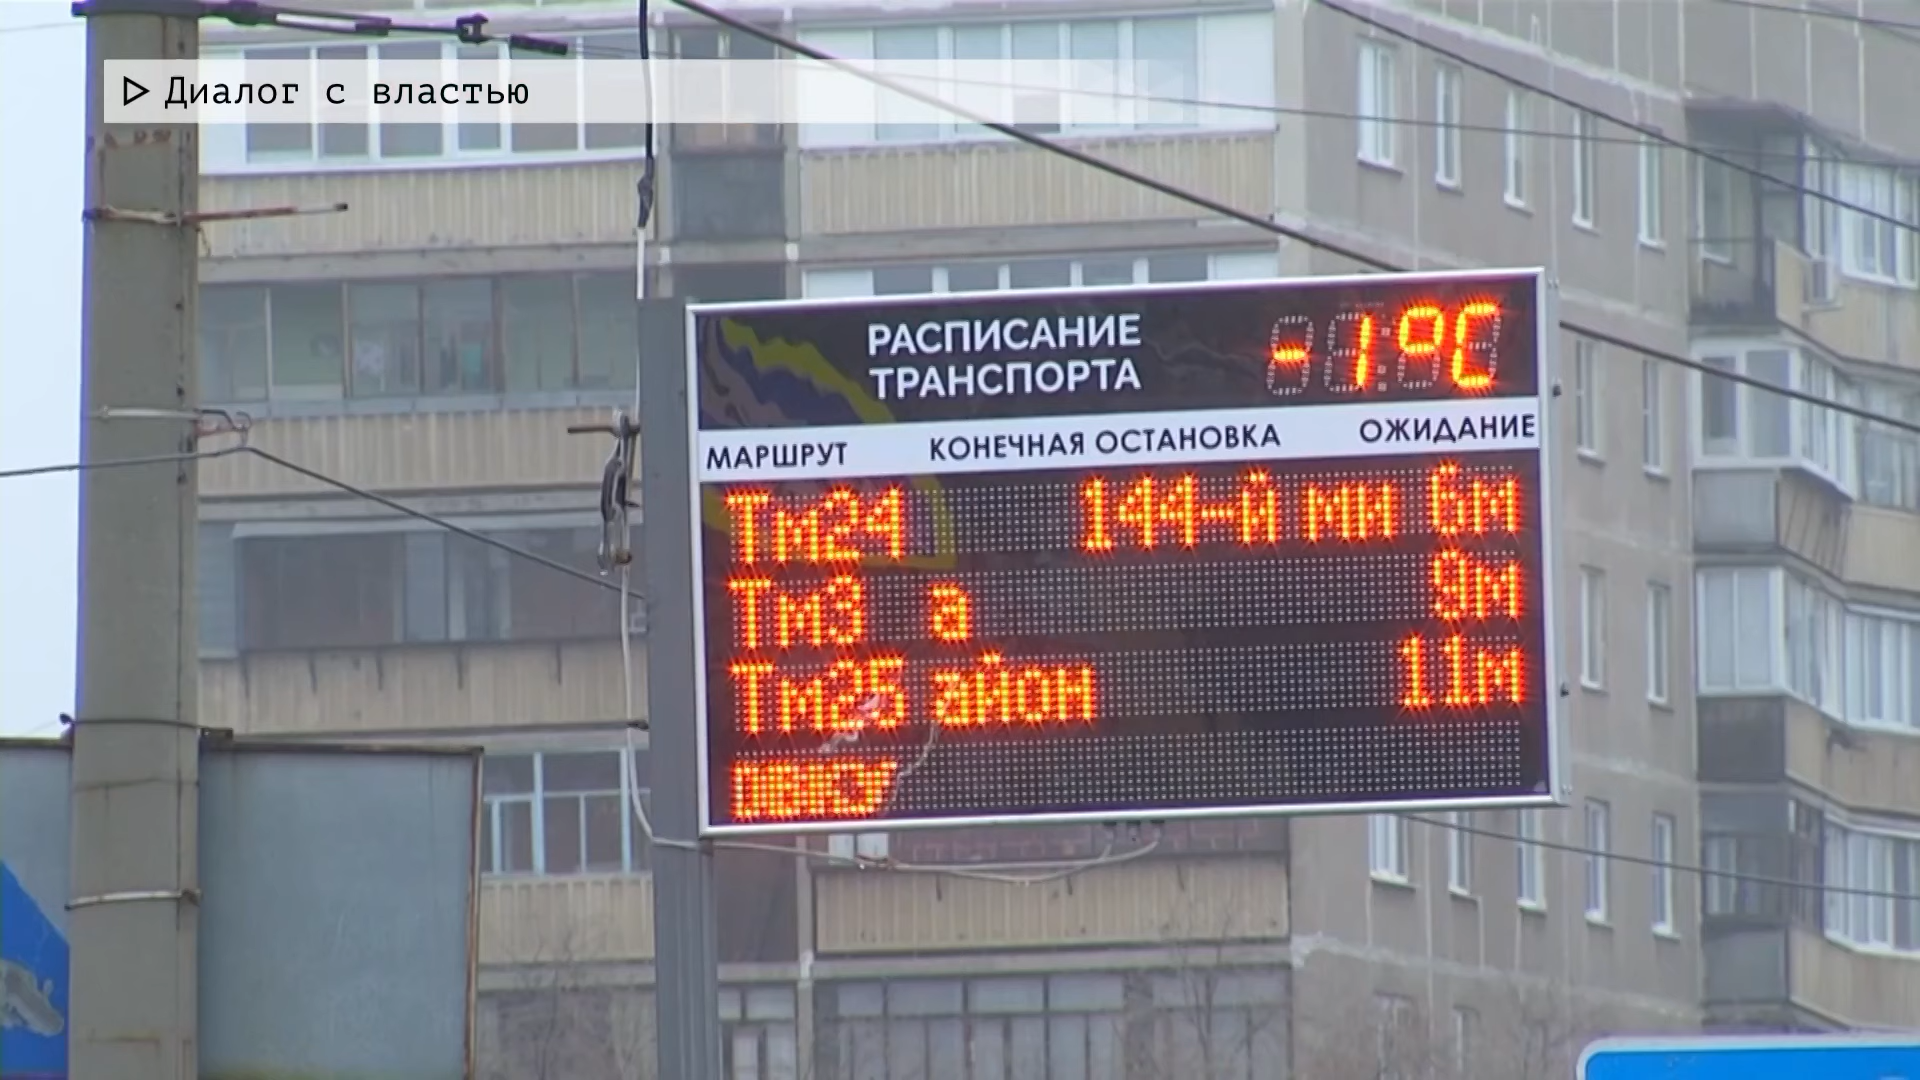 Диалог с властью
РАСПИСАНИЕ
ТРАНСПОРТА
-1°C
МАРШРУТ КОНЕЧНАЯ ОСТАНОВКА ОЖИДАНИЕ
Тм24 144-й мн 6м
Тм3 а 9м
Тм25 айон 11м